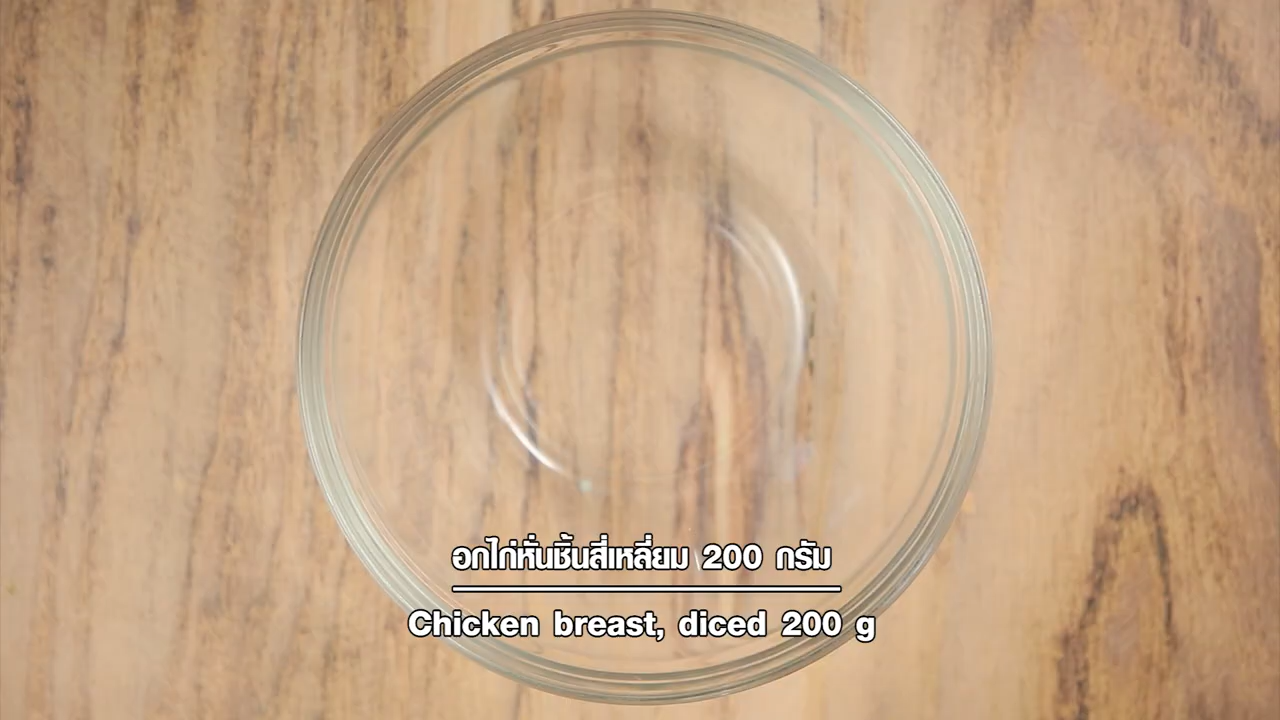 อกไก่หั่นชิ้นสี่เหลี่ยม 200 กรัม
Chicken breast, diced 200 g